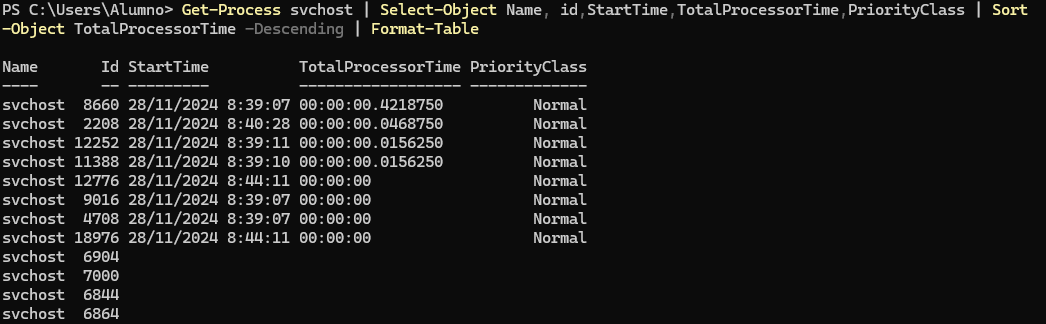 PS C:\Users\Alumno> Get-Process svchost | Select-Object Name, id,StartTime,TotalProcessorTime,PriorityClass | Sort
-Object TotalProcessorTime -Descending | Format-Table
Name Id StartTime TotalProcessorTime PriorityClass
---- -- --------- ------------------ -------------
svchost 8660 28/11/2024 8:39:07 00:00:00.4218750 Normal
svchost 2208 28/11/2024 8:40:28 00:00:00.0468750 Normal
svchost 12252 28/11/2024 8:39:11 00:00:00.0156250 Normal
svchost 11388 28/11/2024 8:39:10 00:00:00.0156250 Normal
svchost 12776 28/11/2024 8:44:11 00:00:00 Normal
svchost 9016 28/11/2024 8:39:07 00:00:00 Normal
svchost 4708 28/11/2024 8:39:07 00:00:00 Normal
svchost 18976 28/11/2024 8:44:11 00:00:00 Normal
svchost 6904
svchost 7000
svchost 6844
svchost 6864